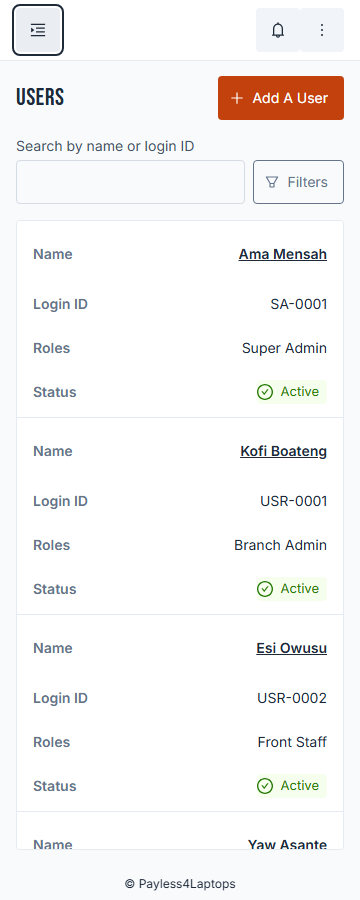 USERS
Add A User
Search by name or login ID
Filters
Name Ama Mensah
Login ID SA-0001
Roles Super Admin
Status Active
Name Kofi Boateng
Login ID USR-0001
Roles Branch Admin
Status Active
Name Esi Owusu
Login ID USR-0002
Roles Front Staff
Status Active
Name Yaw Asante
© Payless4Laptops